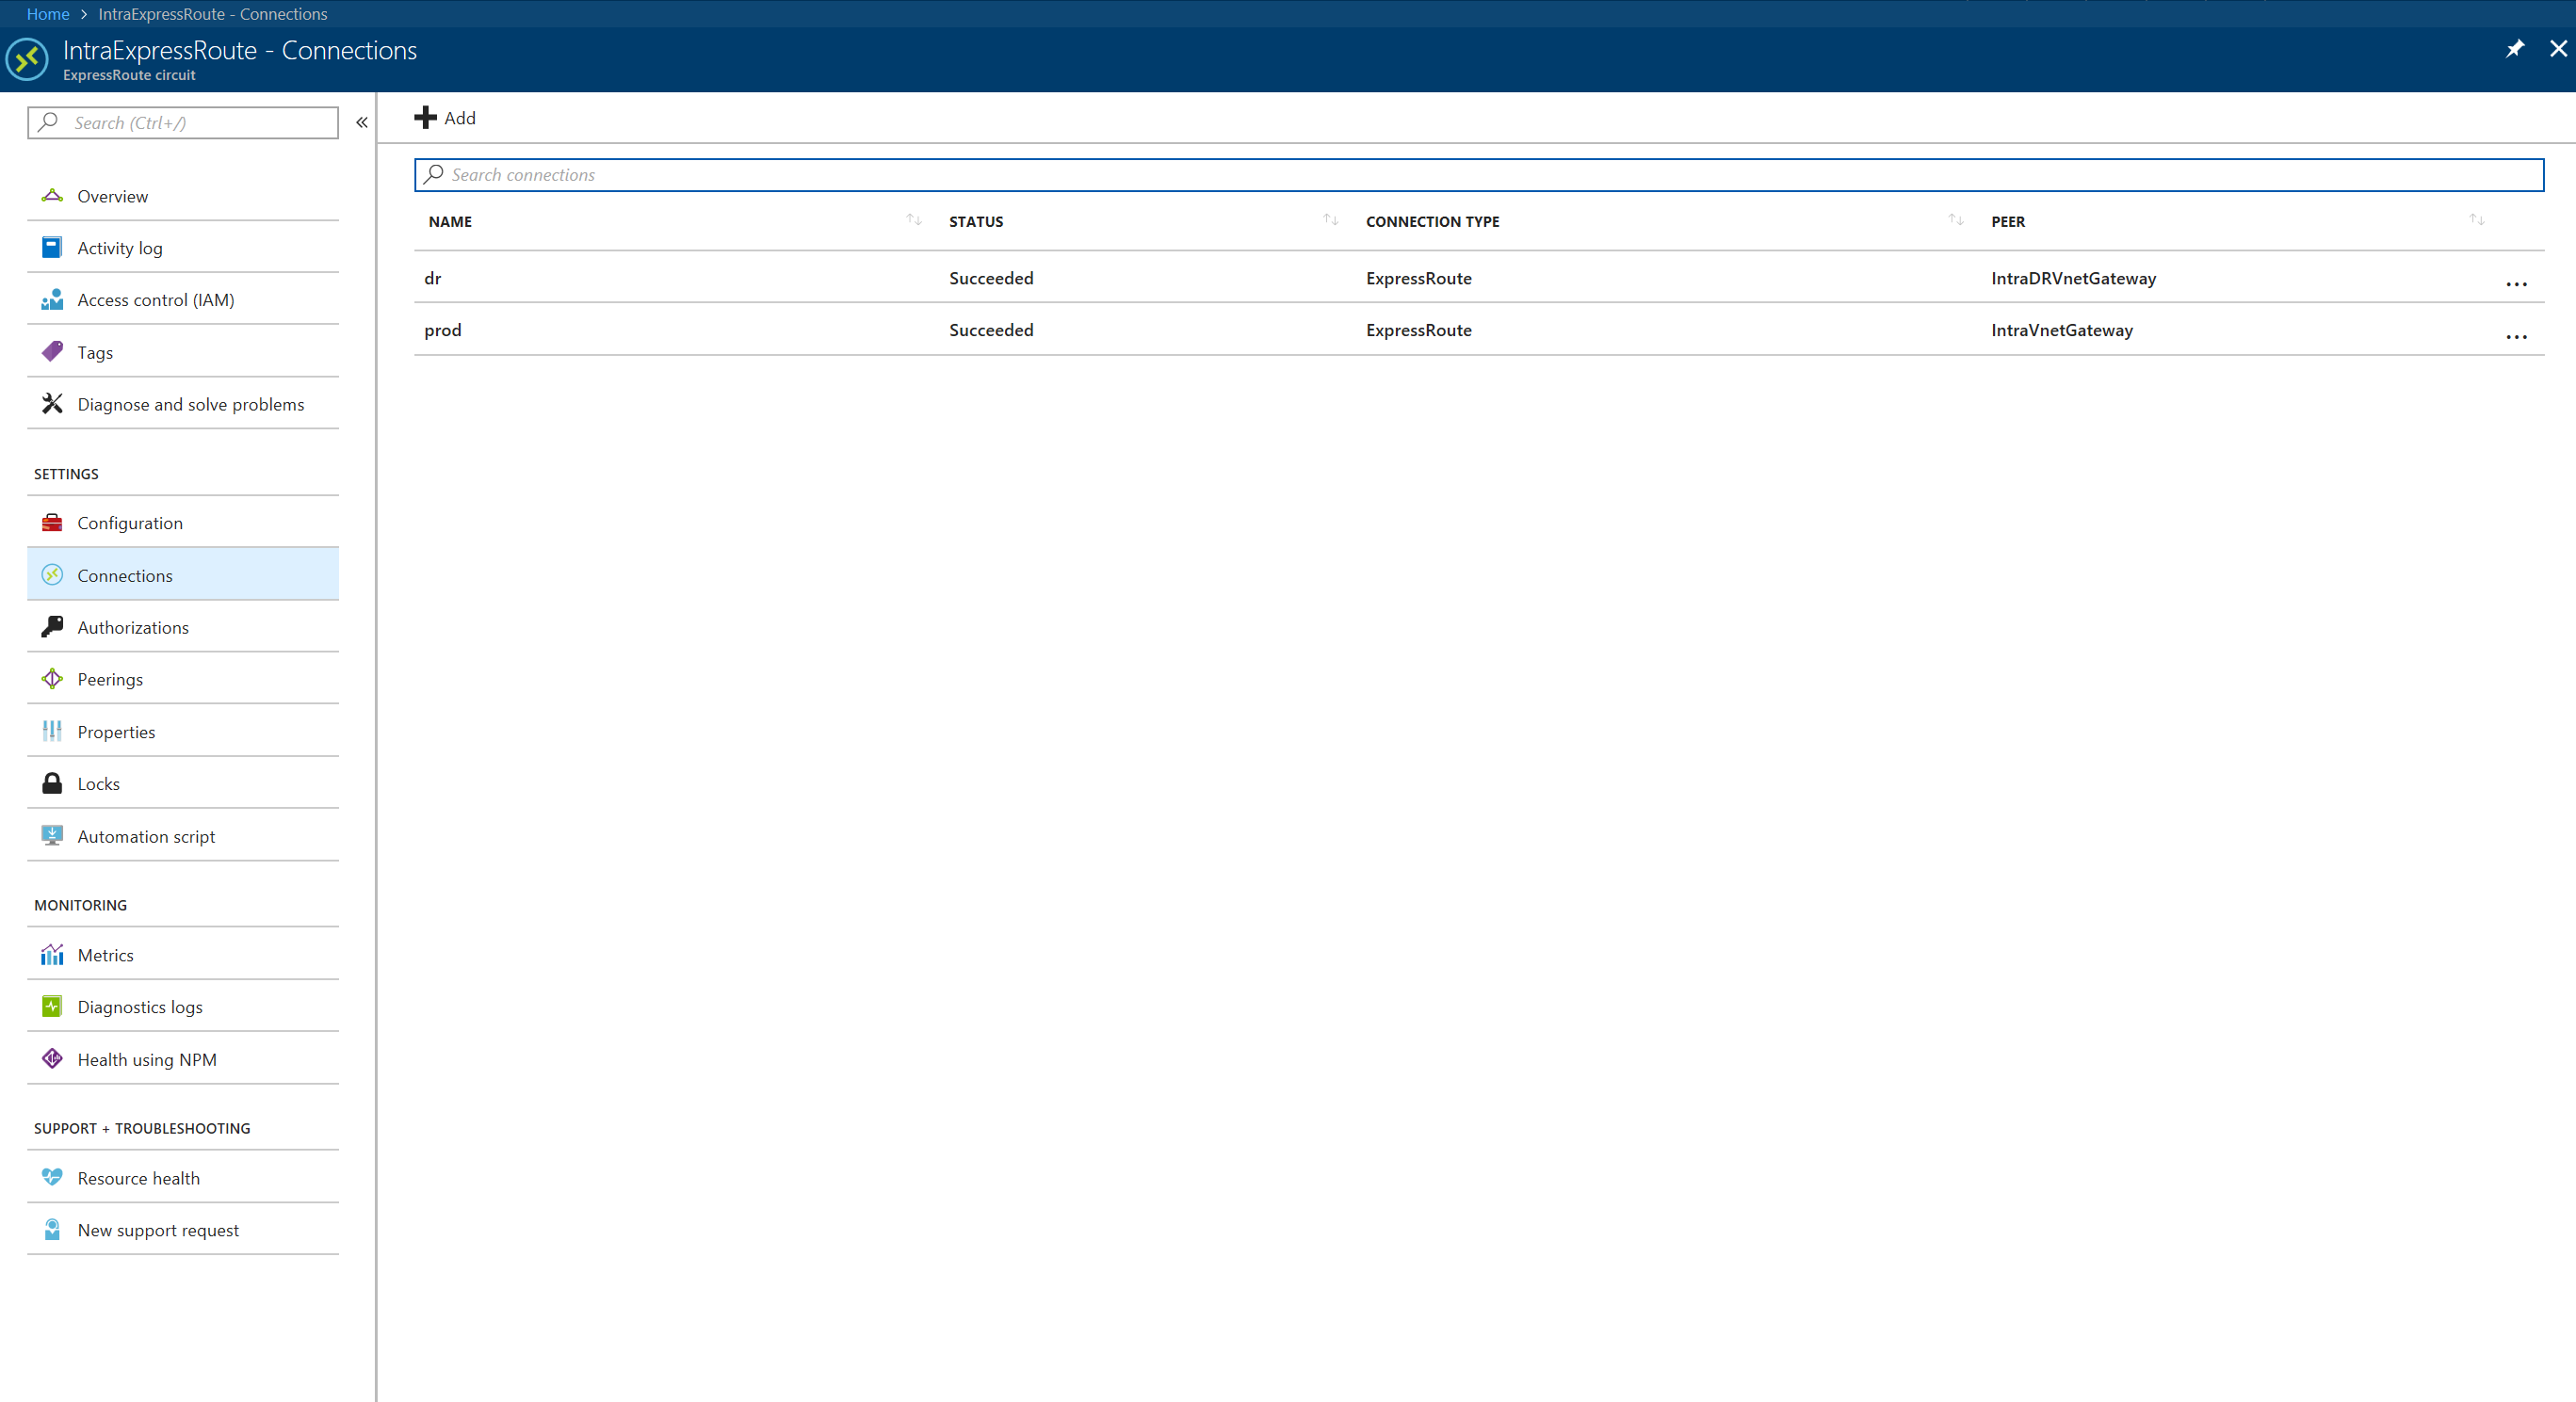 Home > IntraExpressRoute - Connections
IntraExpressRoute - Connections
ExpressRoute circuit
Search (Ctrl+/)
Overview
Activity log
Access control (IAM)
Tags
Diagnose and solve problems
SETTINGS
Configuration
Connections
Authorizations
Peerings
Properties
Locks
Automation script
MONITORING
Metrics
Diagnostics logs
Health using NPM
SUPPORT + TROUBLESHOOTING
Resource health
New support request
Add
Search connections
NAME STATUS CONNECTION TYPE PEER
dr Succeeded ExpressRoute IntraDRVnetGateway ...
prod Succeeded ExpressRoute IntraVnetGateway ...